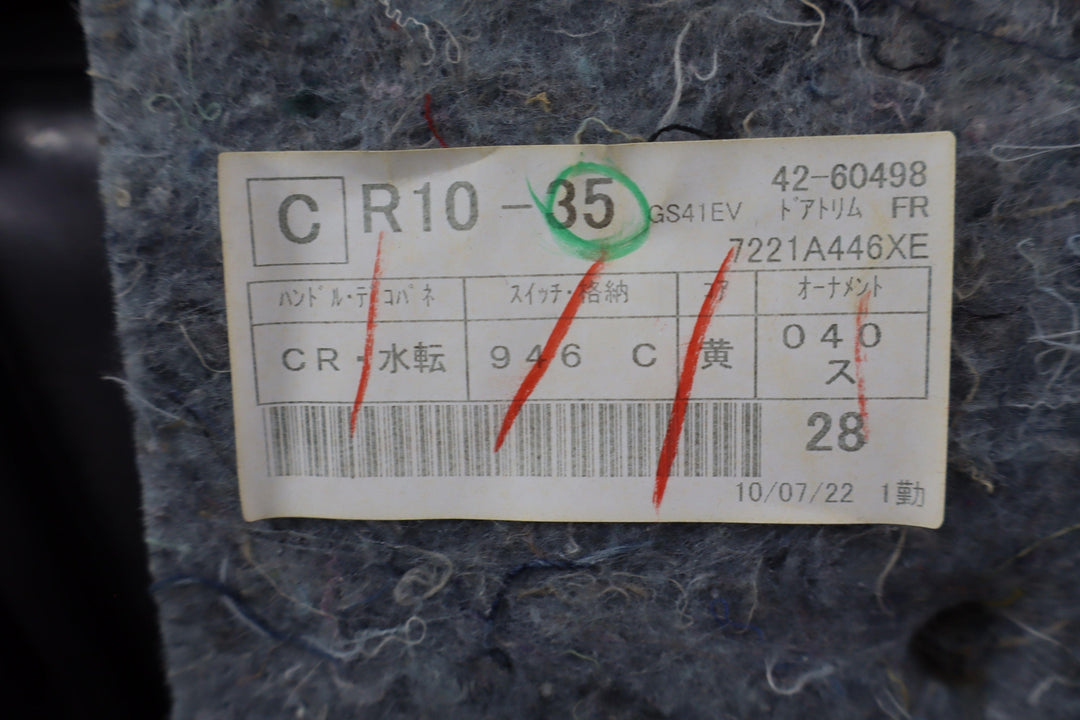 C R10-35 GS41EV 42-60498
ドアトリム FR
7221A446XE
ハンドル・デコパネ スイッチ・格納 コア オーナメント
CR・水転 946 C 黄 040
ス
28
10/07/22 1勤